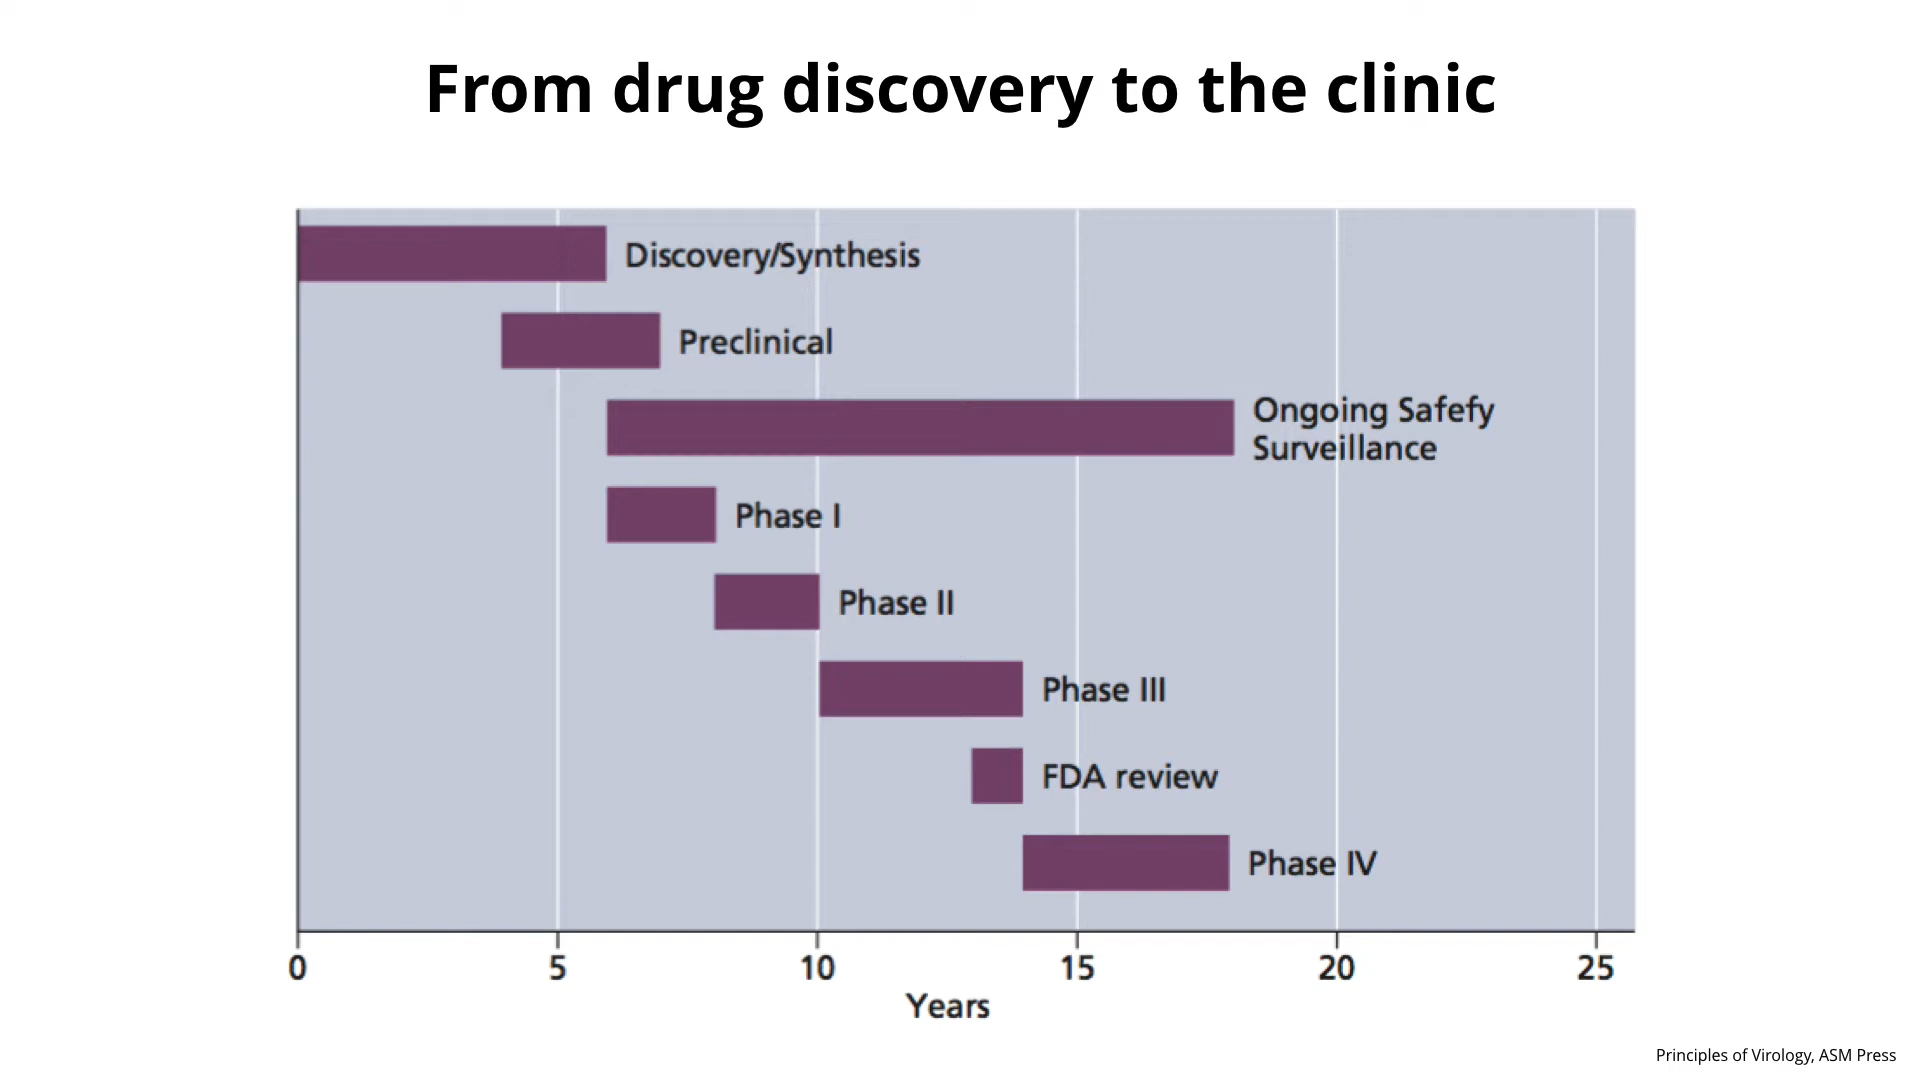 From drug discovery to the clinic
Discovery/Synthesis
Preclinical
Ongoing Safefy
Surveillance
Phase I
Phase II
Phase III
FDA review
Phase IV
0 5 10 15 20 25
Years
Principles of Virology, ASM Press